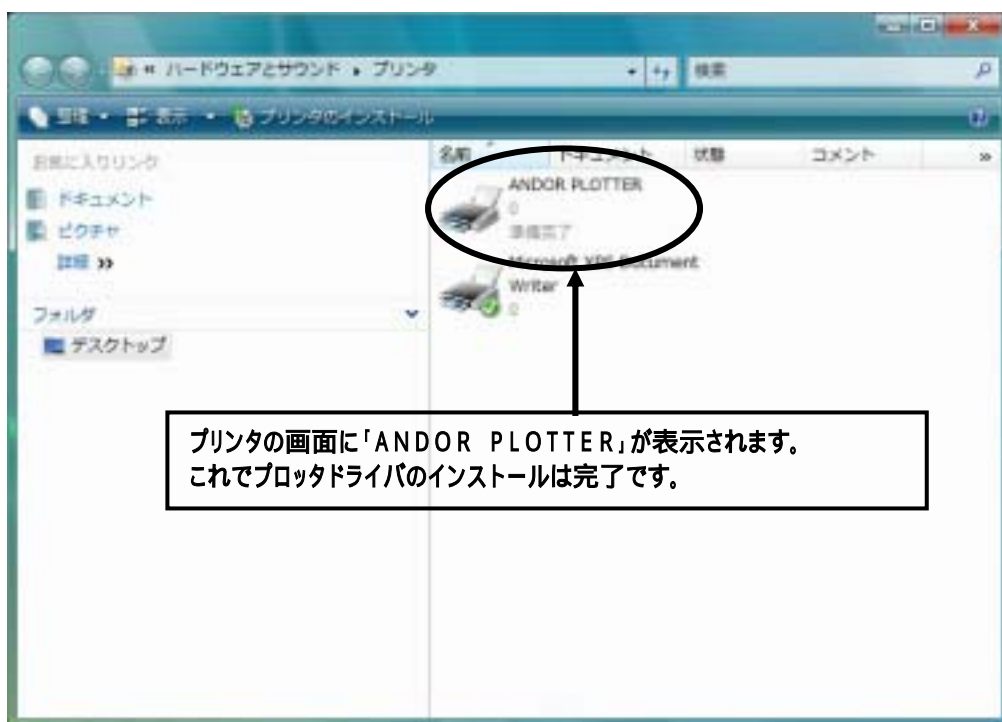 « ハードウェアとサウンド ▸ プリンタ
検索
整理 表示 プリンタのインストール
お気に入りリンク
ドキュメント
ピクチャ
詳細 »
フォルダ
デスクトップ
名前 ドキュメント 状態 コメント »
ANDOR PLOTTER
0
準備完了
Microsoft XPS Document
Writer
0
プリンタの画面に「ANDOR PLOTTER」が表示されます。
これでプロッタドライバのインストールは完了です。